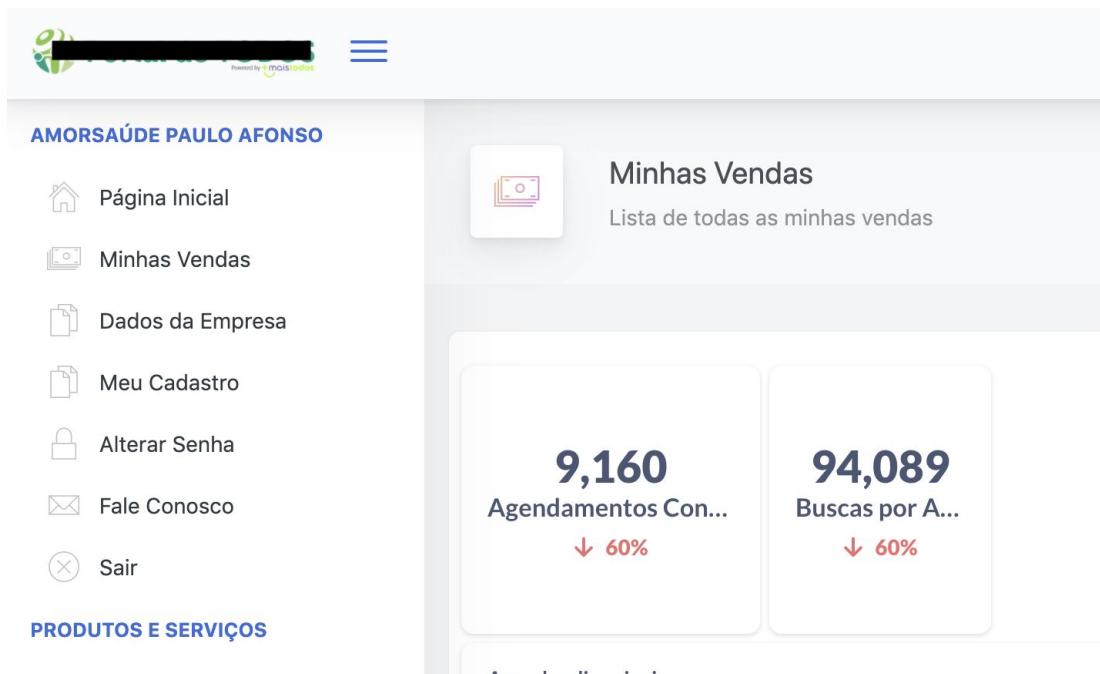 Powered by +maistodos
AMORSAÚDE PAULO AFONSO
Página Inicial
Minhas Vendas
Dados da Empresa
Meu Cadastro
Alterar Senha
Fale Conosco
Sair
PRODUTOS E SERVIÇOS
Minhas Vendas
Lista de todas as minhas vendas
9,160
Agendamentos Con...
↓ 60%
94,089
Buscas por A...
↓ 60%